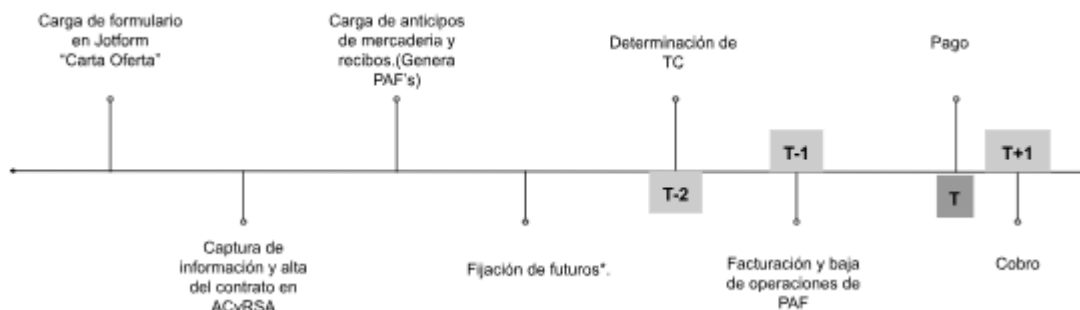 Carga de formulario
en Jotform
"Carta Oferta"
Carga de anticipos
de mercaderia y
recibos.(Genera
PAF's)
Determinación de
TC
Pago
T-1
T+1
T-2
T
Captura de
información y alta
del contrato en
ACyRSA
Fijación de futuros*.
Facturación y baja
de operaciones de
PAF
Cobro